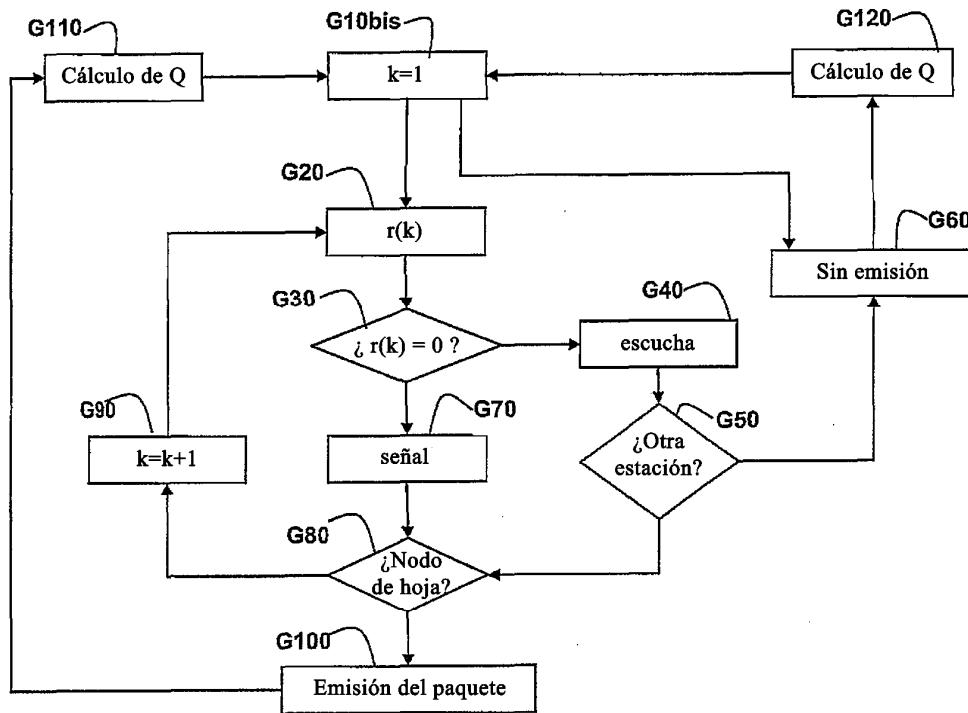 G110
G10bis
G120
Cálculo de Q
k=1
Cálculo de Q
G20
r(k)
G60
Sin emisión
G30
¿ r(k) = 0 ?
G40
escucha
G90
k=k+1
G70
señal
G50
¿Otra
estación?
G80
¿Nodo
de hoja?
G100
Emisión del paquete